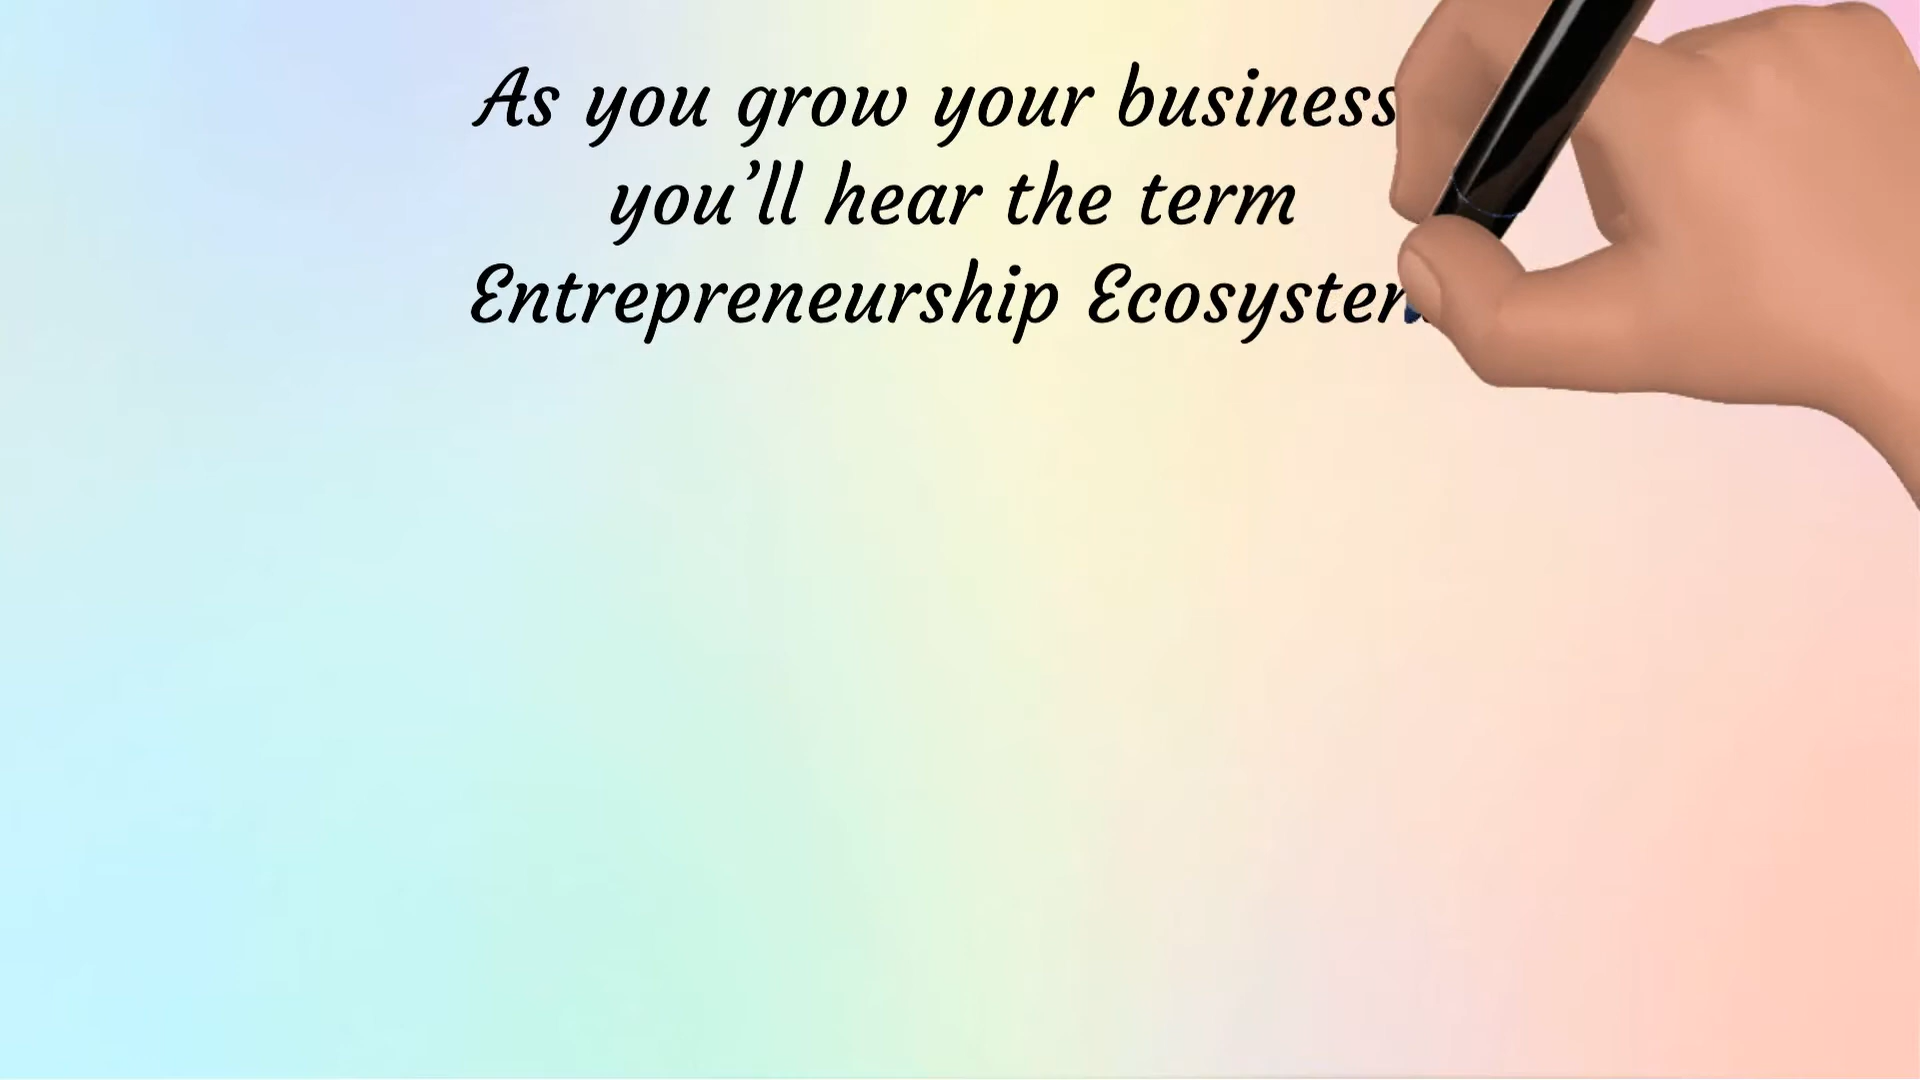 As you grow your business
you’ll hear the term
Entrepreneurship Ecosystem